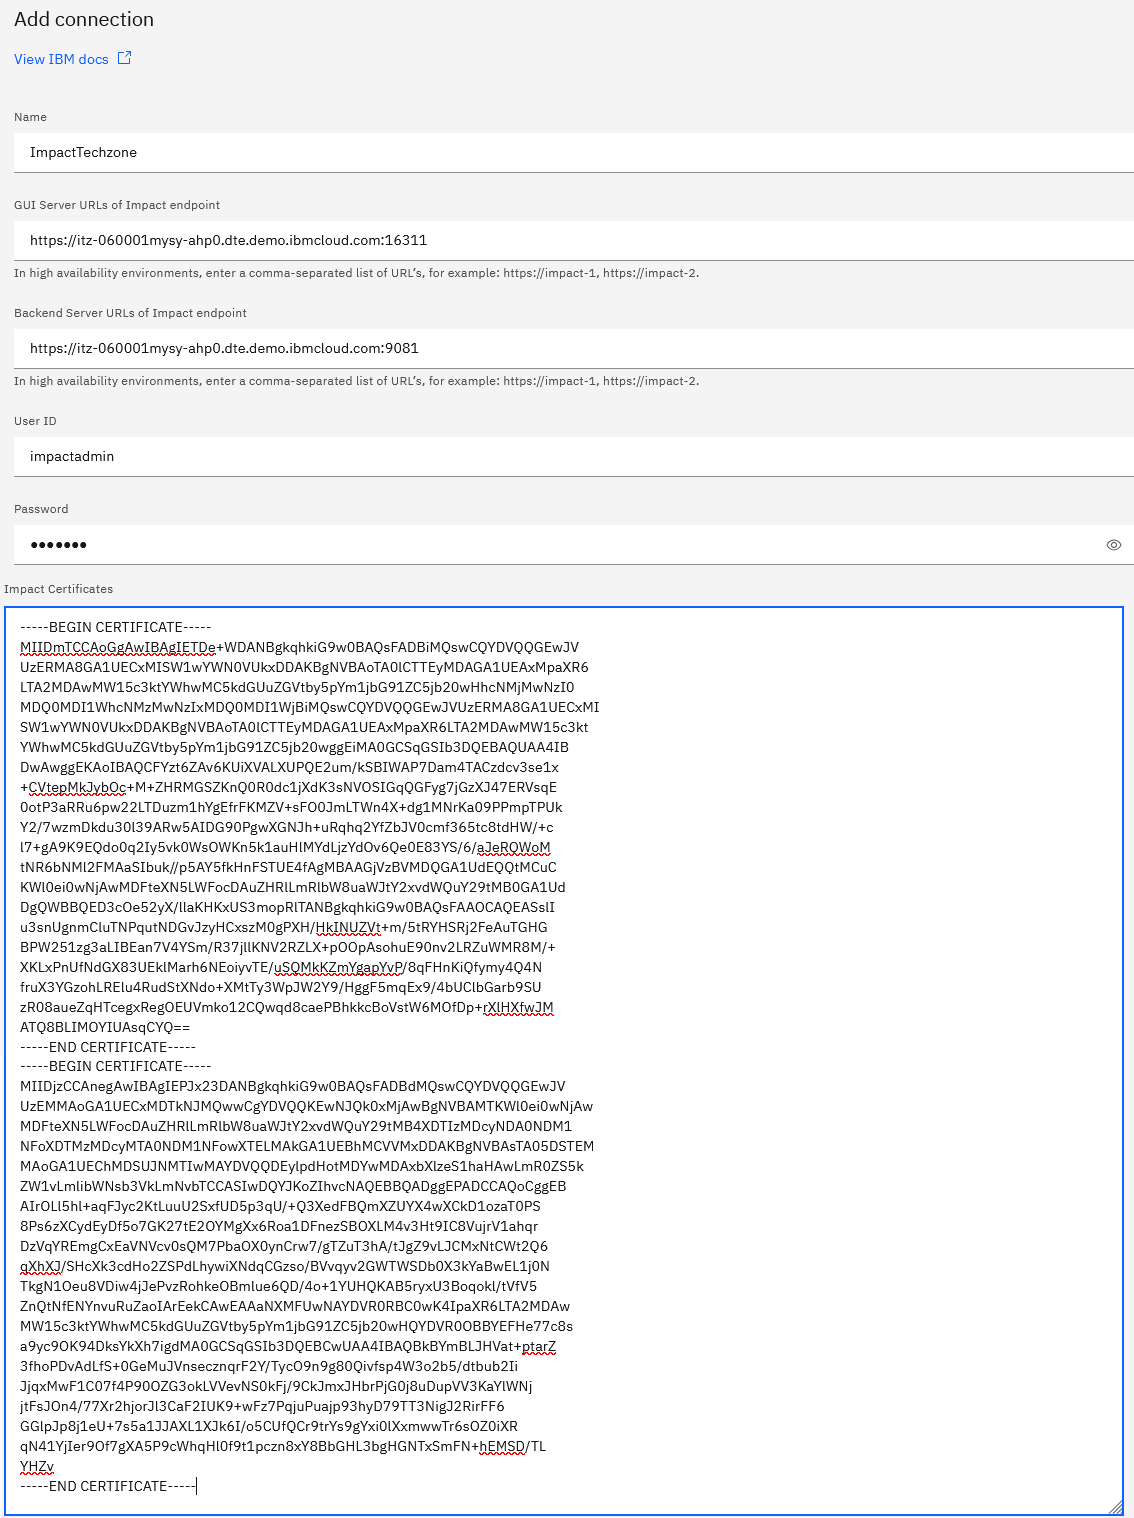 Add connection
View IBM docs
Name
ImpactTechzone
GUI Server URLs of Impact endpoint
https://itz-060001mysy-ahp0.dte.demo.ibmcloud.com:16311
In high availability environments, enter a comma-separated list of URL's, for example: https://impact-1, https://impact-2.
Backend Server URLs of Impact endpoint
https://itz-060001mysy-ahp0.dte.demo.ibmcloud.com:9081
In high availability environments, enter a comma-separated list of URL's, for example: https://impact-1, https://impact-2.
User ID
impactadmin
Password
•••••••
Impact Certificates
-----BEGIN CERTIFICATE-----
MIIDmTCCAoGgAwIBAgIETDe+WDANBgkqhkiG9w0BAQsFADBiMQswCQYDVQQGEwJV
UzERMA8GA1UECxMISW1wYWN0VUkxDDAKBgNVBAoTA0lCTTEyMDAGA1UEAxMpaXR6
LTA2MDAwMW15c3ktYWhwMC5kdGUuZGVtby5pYm1jbG91ZC5jb20wHhcNMjMwNzI0
MDQ0MDI1WhcNMzMwNzIxMDQ0MDI1WjBiMQswCQYDVQQGEwJVUzERMA8GA1UECxMI
SW1wYWN0VUkxDDAKBgNVBAoTA0lCTTEyMDAGA1UEAxMpaXR6LTA2MDAwMW15c3kt
YWhwMC5kdGUuZGVtby5pYm1jbG91ZC5jb20wggEiMA0GCSqGSIb3DQEBAQUAA4IB
DwAwggEKAoIBAQCFYzt6ZAv6KUiXVALXUPQE2um/kSBIWAP7Dam4TACzdcv3se1x
+CVtepMkJybOc+M+ZHRMGSZKnQ0R0dc1jXdK3sNVOSIGqQGFyg7jGzXJ47ERVsqE
0otP3aRRu6pw22LTDuzm1hYgEfrFKMZV+sFO0JmLTWn4X+dg1MNrKa09PPmpTPUk
Y2/7wzmDkdu30l39ARw5AIDG90PgwXGNJh+uRqhq2YfZbJV0cmf365tc8tdHW/+c
l7+gA9K9EQdo0q2Iy5vk0WsOWKn5k1auHlMYdLjzYdOv6Qe0E83YS/6/aJeRQWoM
tNR6bNMl2FMAaSIbuk//p5AY5fkHnFSTUE4fAgMBAAGjVzBVMDQGA1UdEQQtMCuC
KWl0ei0wNjAwMDFteXN5LWFocDAuZHRlLmRlbW8uaWJtY2xvdWQuY29tMB0GA1Ud
DgQWBBQED3cOe52yX/llaKHKxUS3mopRlTANBgkqhkiG9w0BAQsFAAOCAQEASslI
u3snUgnmCluTNPqutNDGvJzyHCxszM0gPXH/HkINUZVt+m/5tRYHSRj2FeAuTGHG
BPW251zg3aLIBEan7V4YSm/R37jllKNV2RZLX+pOOpAsohuE90nv2LRZuWMR8M/+
XKLxPnUfNdGX83UEklMarh6NEoiyvTE/uSQMkKZmYgapYvP/8qFHnKiQfymy4Q4N
fruX3YGzohLRElu4RudStXNdo+XMtTy3WpJW2Y9/HggF5mqEx9/4bUClbGarb9SU
zR08aueZqHTcegxRegOEUVmko12CQwqd8caePBhkkcBoVstW6MOfDp+rXlHXfwJM
ATQ8BLIMOYIUAsqCYQ==
-----END CERTIFICATE-----
-----BEGIN CERTIFICATE-----
MIIDjzCCAnegAwIBAgIEPJx23DANBgkqhkiG9w0BAQsFADBdMQswCQYDVQQGEwJV
UzEMMAoGA1UECxMDTkNJMQwwCgYDVQQKEwNJQk0xMjAwBgNVBAMTKWl0ei0wNjAw
MDFteXN5LWFocDAuZHRlLmRlbW8uaWJtY2xvdWQuY29tMB4XDTIzMDcyNDA0NDM1
NFoXDTMzMDcyMTA0NDM1NFowXTELMAkGA1UEBhMCVVMxDDAKBgNVBAsTA05DSTEM
MAoGA1UEChMDSUJNMTIwMAYDVQQDEylpdHotMDYwMDAxbXlzeS1haHAwLmR0ZS5k
ZW1vLmlibWNsb3VkLmNvbTCCASIwDQYJKoZIhvcNAQEBBQADggEPADCCAQoCggEB
AIrOLl5hl+aqFJyc2KtLuuU2SxfUD5p3qU/+Q3XedFBQmXZUYX4wXCkD1ozaT0PS
8Ps6zXCydEyDf5o7GK27tE2OYMgXx6Roa1DFnezSBOXLM4v3Ht9IC8VujrV1ahqr
DzVqYREmgCxEaVNVcv0sQM7PbaOX0ynCrw7/gTZuT3hA/tJgZ9vLJCMxNtCWt2Q6
qXhXJ/SHcXk3cdHo2ZSPdLhywiXNdqCGzso/BVvqyv2GWTWSDb0X3kYaBwEL1j0N
TkgN1Oeu8VDiw4jJePvzRohkeOBmlue6QD/4o+1YUHQKAB5ryxU3Boqokl/tVfV5
ZnQtNfENYnvuRuZaoIArEekCAwEAAaNXMFUwNAYDVR0RBC0wK4IpaXR6LTA2MDAw
MW15c3ktYWhwMC5kdGUuZGVtby5pYm1jbG91ZC5jb20wHQYDVR0OBBYEFHe77c8s
a9yc9OK94DksYkXh7igdMA0GCSqGSIb3DQEBCwUAA4IBAQBkBYmBLJHVat+ptarZ
3fhoPDvAdLfS+0GeMuJVnsecznqrF2Y/TycO9n9g80Qivfsp4W3o2b5/dtbub2Ii
JjqxMwF1C07f4P90OZG3okLVVevNS0kFj/9CkJmxJHbrPjG0j8uDupVV3KaYlWNj
jtFsJOn4/77Xr2hjorJl3CaF2IUK9+wFz7PqjuPuajp93hyD79TT3NigJ2RirFF6
GGlpJp8j1eU+7s5a1JJAXL1XJk6I/o5CUfQCr9trYs9gYxi0lXxmwwTr6sOZ0iXR
qN41YjIer9Of7gXA5P9cWhqHl0f9t1pczn8xY8BbGHL3bgHGNTxSmFN+hEMSD/TL
YHZv
-----END CERTIFICATE-----